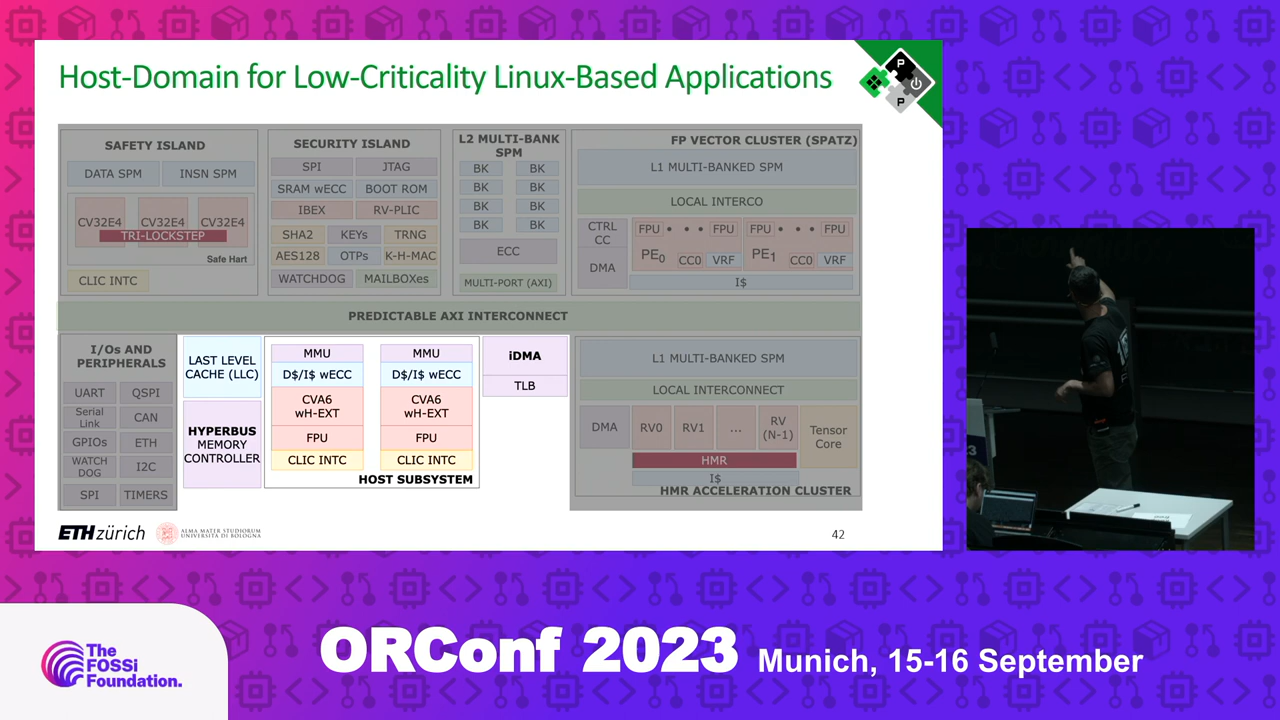 Host-Domain for Low-Criticality Linux-Based Applications
P
P
SAFETY ISLAND
DATA SPM
INSN SPM
CV32E4
CV32E4
CV32E4
TRI-LOCKSTEP
Safe Hart
CLIC INTC
SECURITY ISLAND
SPI
JTAG
SRAM wECC
BOOT ROM
IBEX
RV-PLIC
SHA2
KEYs
TRNG
AES128
OTPs
K-H-MAC
WATCHDOG
MAILBOXes
L2 MULTI-BANK
SPM
BK
BK
BK
BK
BK
BK
BK
BK
ECC
MULTI-PORT (AXI)
FP VECTOR CLUSTER (SPATZ)
L1 MULTI-BANKED SPM
LOCAL INTERCO
CTRL
CC
DMA
FPU • • • FPU
PE0
CC0
VRF
FPU • • • FPU
PE1
CC0
VRF
I$
PREDICTABLE AXI INTERCONNECT
I/Os AND
PERIPHERALS
UART
QSPI
Serial
Link
CAN
GPIOs
ETH
WATCH
DOG
I2C
SPI
TIMERS
LAST LEVEL
CACHE (LLC)
HYPERBUS
MEMORY
CONTROLLER
MMU
D$/I$ wECC
CVA6
wH-EXT
FPU
CLIC INTC
MMU
D$/I$ wECC
CVA6
wH-EXT
FPU
CLIC INTC
HOST SUBSYSTEM
iDMA
TLB
L1 MULTI-BANKED SPM
LOCAL INTERCONNECT
DMA
RV0
RV1
...
RV
(N-1)
Tensor
Core
HMR
I$
HMR ACCELERATION CLUSTER
ETH zürich
ALMA MATER STUDIORUM
UNIVERSITÀ DI BOLOGNA
42
The
FOSSi
Foundation.
ORConf 2023
Munich, 15-16 September